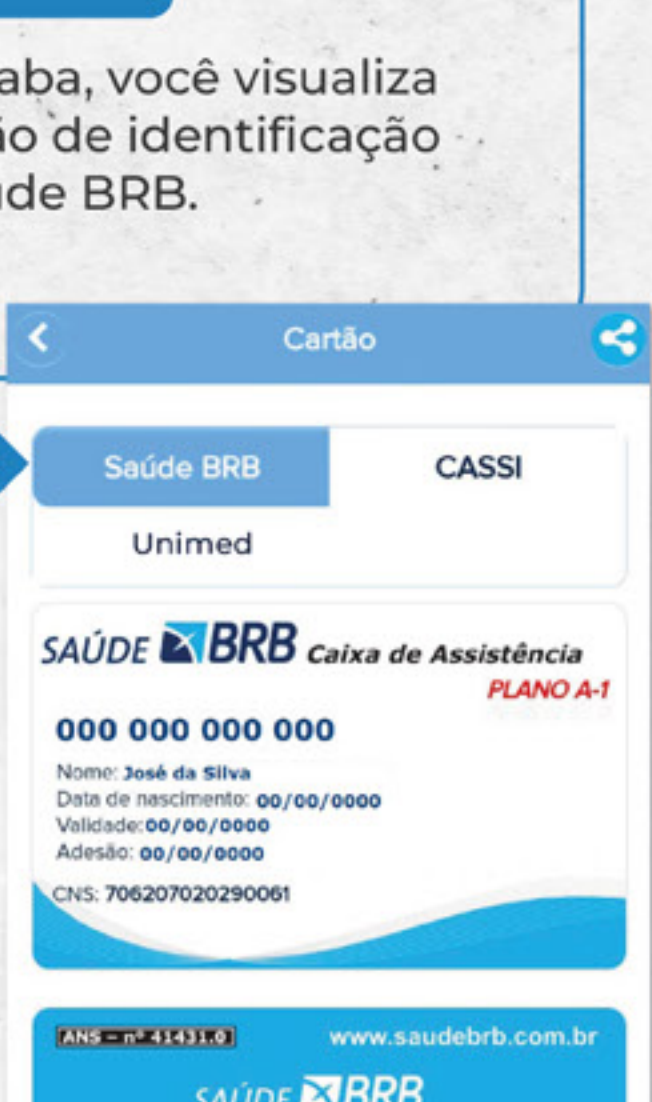 aba, você visualiza
ão de identificação
úde BRB.
Cartão
Saúde BRB
CASSI
Unimed
SAÚDE BRB Caixa de Assistência
PLANO A-1
000 000 000 000
Nome: José da Silva
Data de nascimento: 00/00/0000
Validade: 00/00/0000
Adesão: 00/00/0000
CNS: 706207020290061
ANS - nº 41431.0
www.saudebrb.com.br
SAÚDE BRB